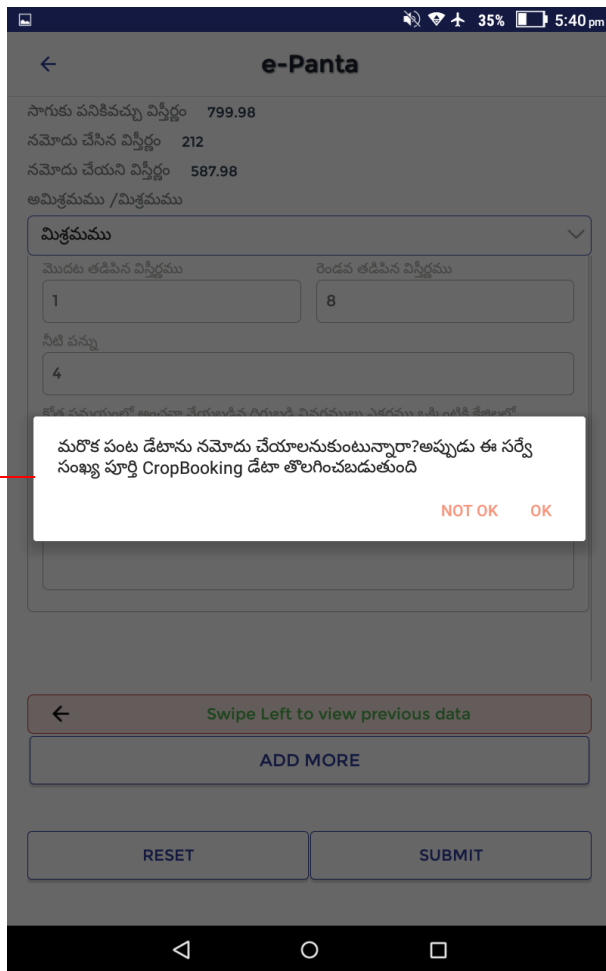 35% 5:40 pm
e-Panta
సాగుకు పనికివచ్చు విస్తీర్ణం 799.98
నమోదు చేసిన విస్తీర్ణం 212
నమోదు చేయని విస్తీర్ణం 587.98
అమిశ్రమము /మిశ్రమము
మిశ్రమము
మొదట తడిపిన విస్తీర్ణము రెండవ తడిపిన విస్తీర్ణము
1 8
నీటి పన్ను
4
మరొక పంట డేటాను నమోదు చేయాలనుకుంటున్నారా?అప్పుడు ఈ సర్వే
సంఖ్య పూర్తి CropBooking డేటా తొలగించబడుతుంది
NOT OK OK
Swipe Left to view previous data
ADD MORE
RESET SUBMIT